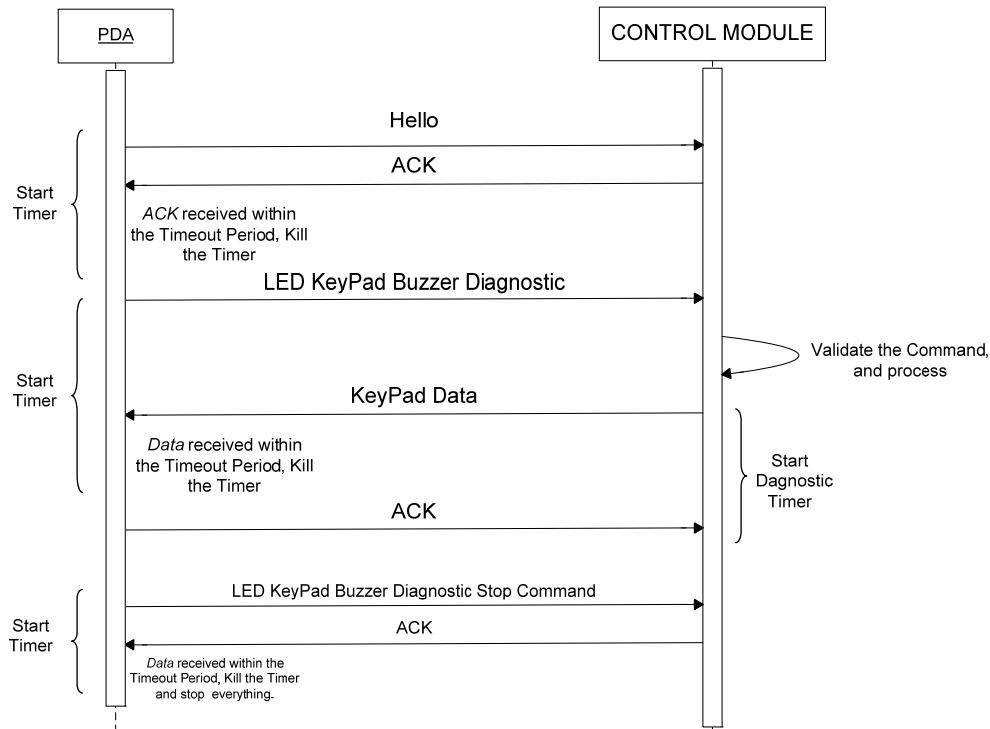 PDA
CONTROL MODULE
Hello
ACK
Start
Timer
ACK received within
the Timeout Period, Kill
the Timer
LED KeyPad Buzzer Diagnostic
Validate the Command,
and process
Start
Timer
KeyPad Data
Data received within
the Timeout Period, Kill
the Timer
Start
Dagnostic
Timer
ACK
LED KeyPad Buzzer Diagnostic Stop Command
Start
Timer
ACK
Data received within the
Timeout Period, Kill the Timer
and stop everything.